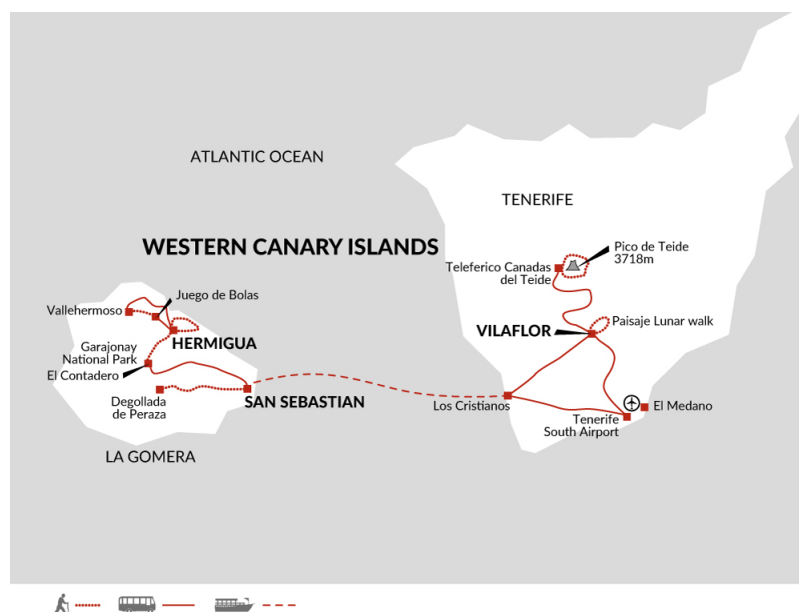 ATLANTIC OCEAN
TENERIFE
WESTERN CANARY ISLANDS
Pico de Teide
3718m
Teleferico Canadas
del Teide
Juego de Bolas
Vallehermoso
HERMIGUA
Paisaje Lunar walk
VILAFLOR
Garajonay
National Park
El Contadero
Degollada
de Peraza
SAN SEBASTIAN
Los Cristianos
El Medano
Tenerife
South Airport
LA GOMERA